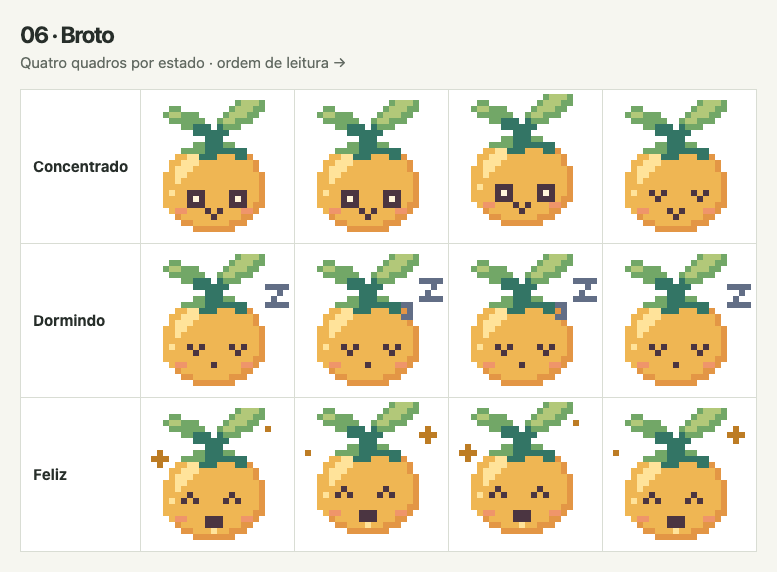 06 · Broto
Quatro quadros por estado · ordem de leitura →
Concentrado
Dormindo
Z
Z
Z
Z
Feliz